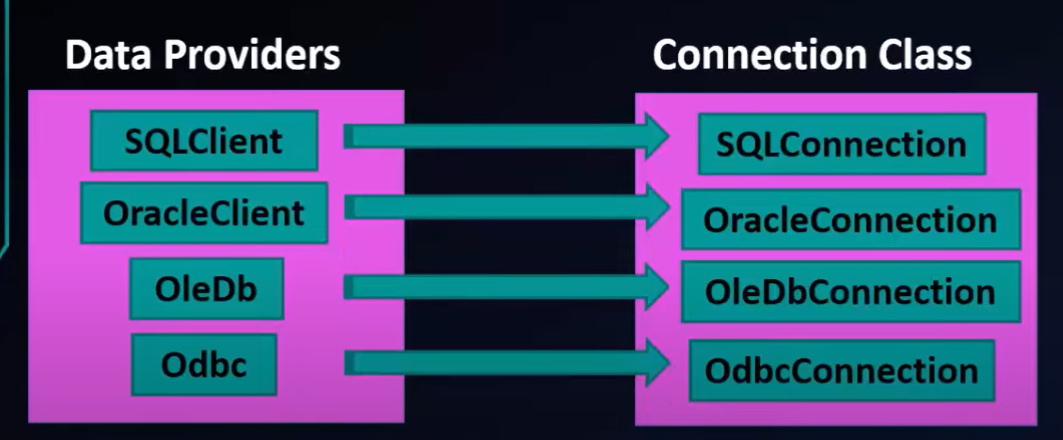 Data Providers
Connection Class
SQLClient
SQLConnection
OracleClient
OracleConnection
OleDb
OleDbConnection
Odbc
OdbcConnection